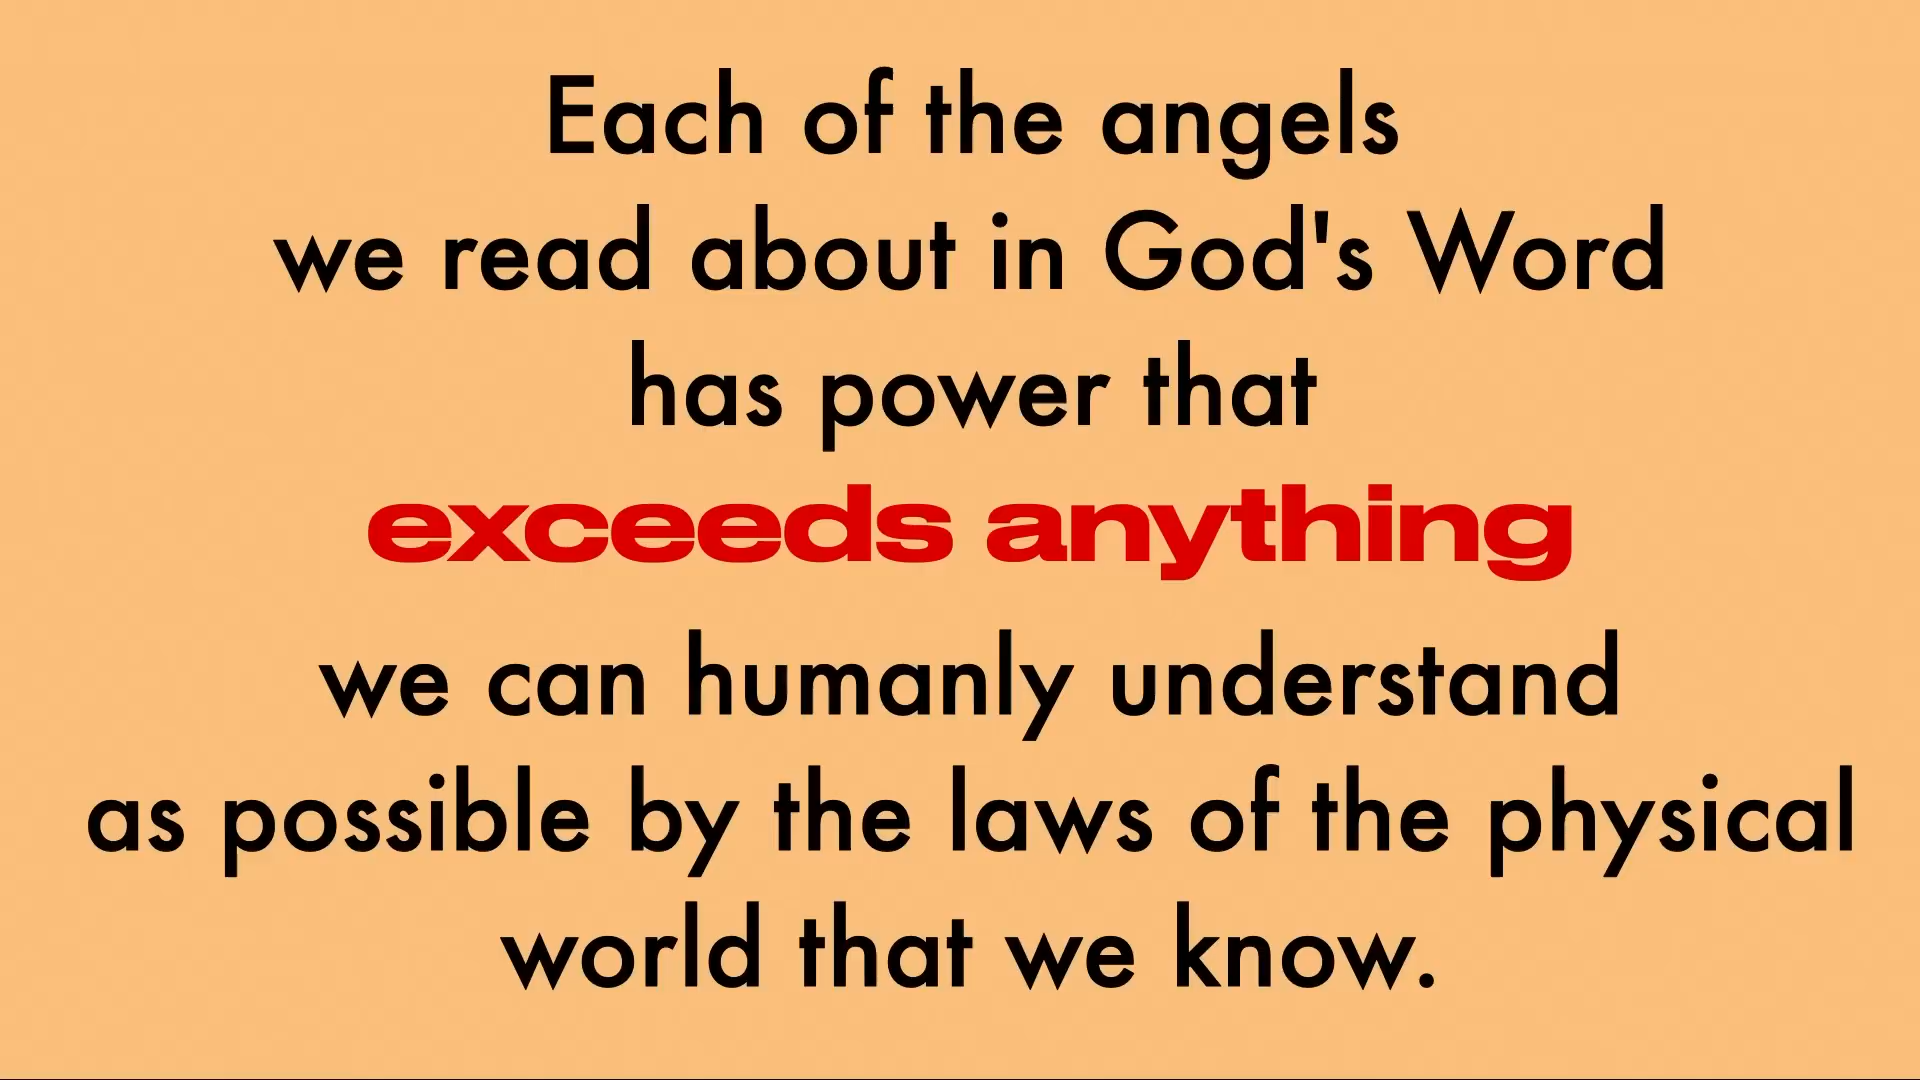 Each of the angels
we read about in God's Word
has power that
exceeds anything
we can humanly understand
as possible by the laws of the physical
world that we know.